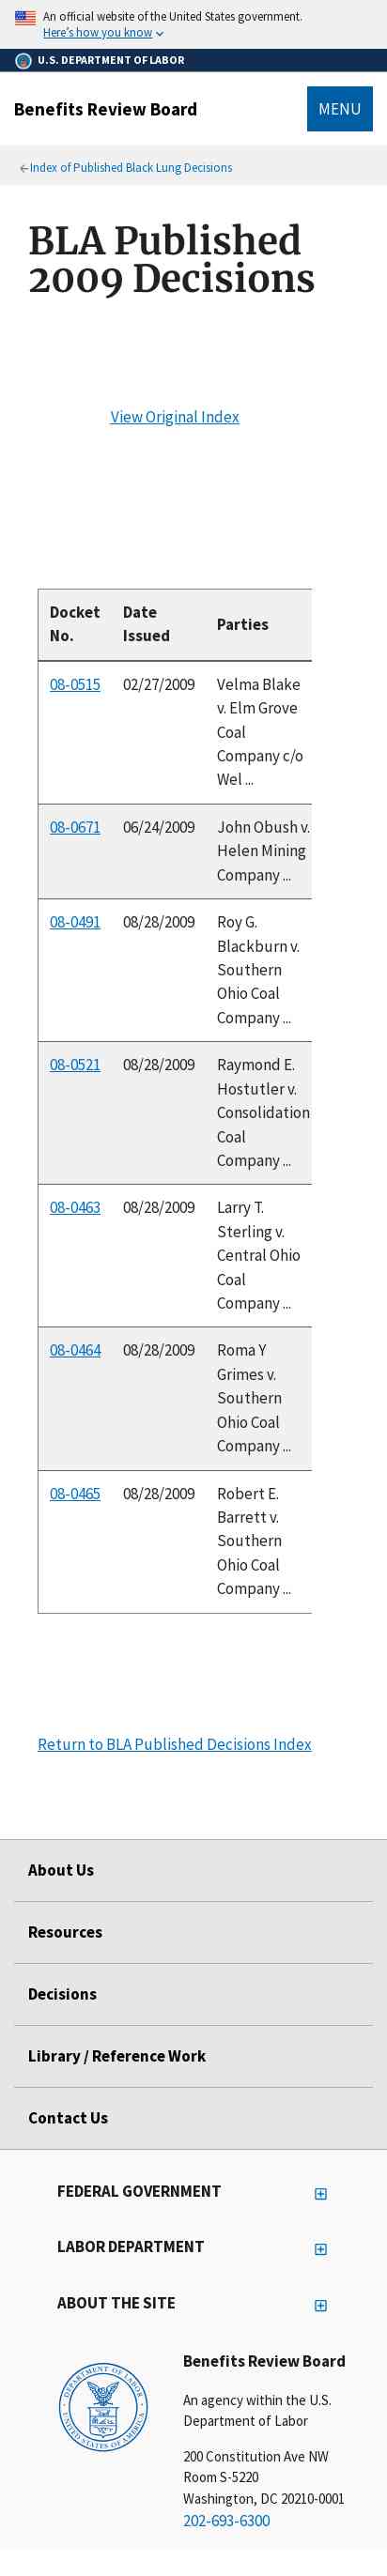 An official website of the United States government.
Here's how you know
U.S. DEPARTMENT OF LABOR
Benefits Review Board
MENU
Index of Published Black Lung Decisions
BLA Published
2009 Decisions
View Original Index
Docket No. Date Issued Parties
08-0515 02/27/2009 Velma Blake
v. Elm Grove
Coal
Company c/o
Wel ...
08-0671 06/24/2009 John Obush v.
Helen Mining
Company ...
08-0491 08/28/2009 Roy G.
Blackburn v.
Southern
Ohio Coal
Company ...
08-0521 08/28/2009 Raymond E.
Hostutler v.
Consolidation
Coal
Company ...
08-0463 08/28/2009 Larry T.
Sterling v.
Central Ohio
Coal
Company ...
08-0464 08/28/2009 Roma Y
Grimes v.
Southern
Ohio Coal
Company ...
08-0465 08/28/2009 Robert E.
Barrett v.
Southern
Ohio Coal
Company ...
Return to BLA Published Decisions Index
About Us
Resources
Decisions
Library / Reference Work
Contact Us
FEDERAL GOVERNMENT
LABOR DEPARTMENT
ABOUT THE SITE
DEPARTMENT OF LABOR
UNITED STATES OF AMERICA
Benefits Review Board
An agency within the U.S.
Department of Labor
200 Constitution Ave NW
Room S-5220
Washington, DC 20210-0001
202-693-6300